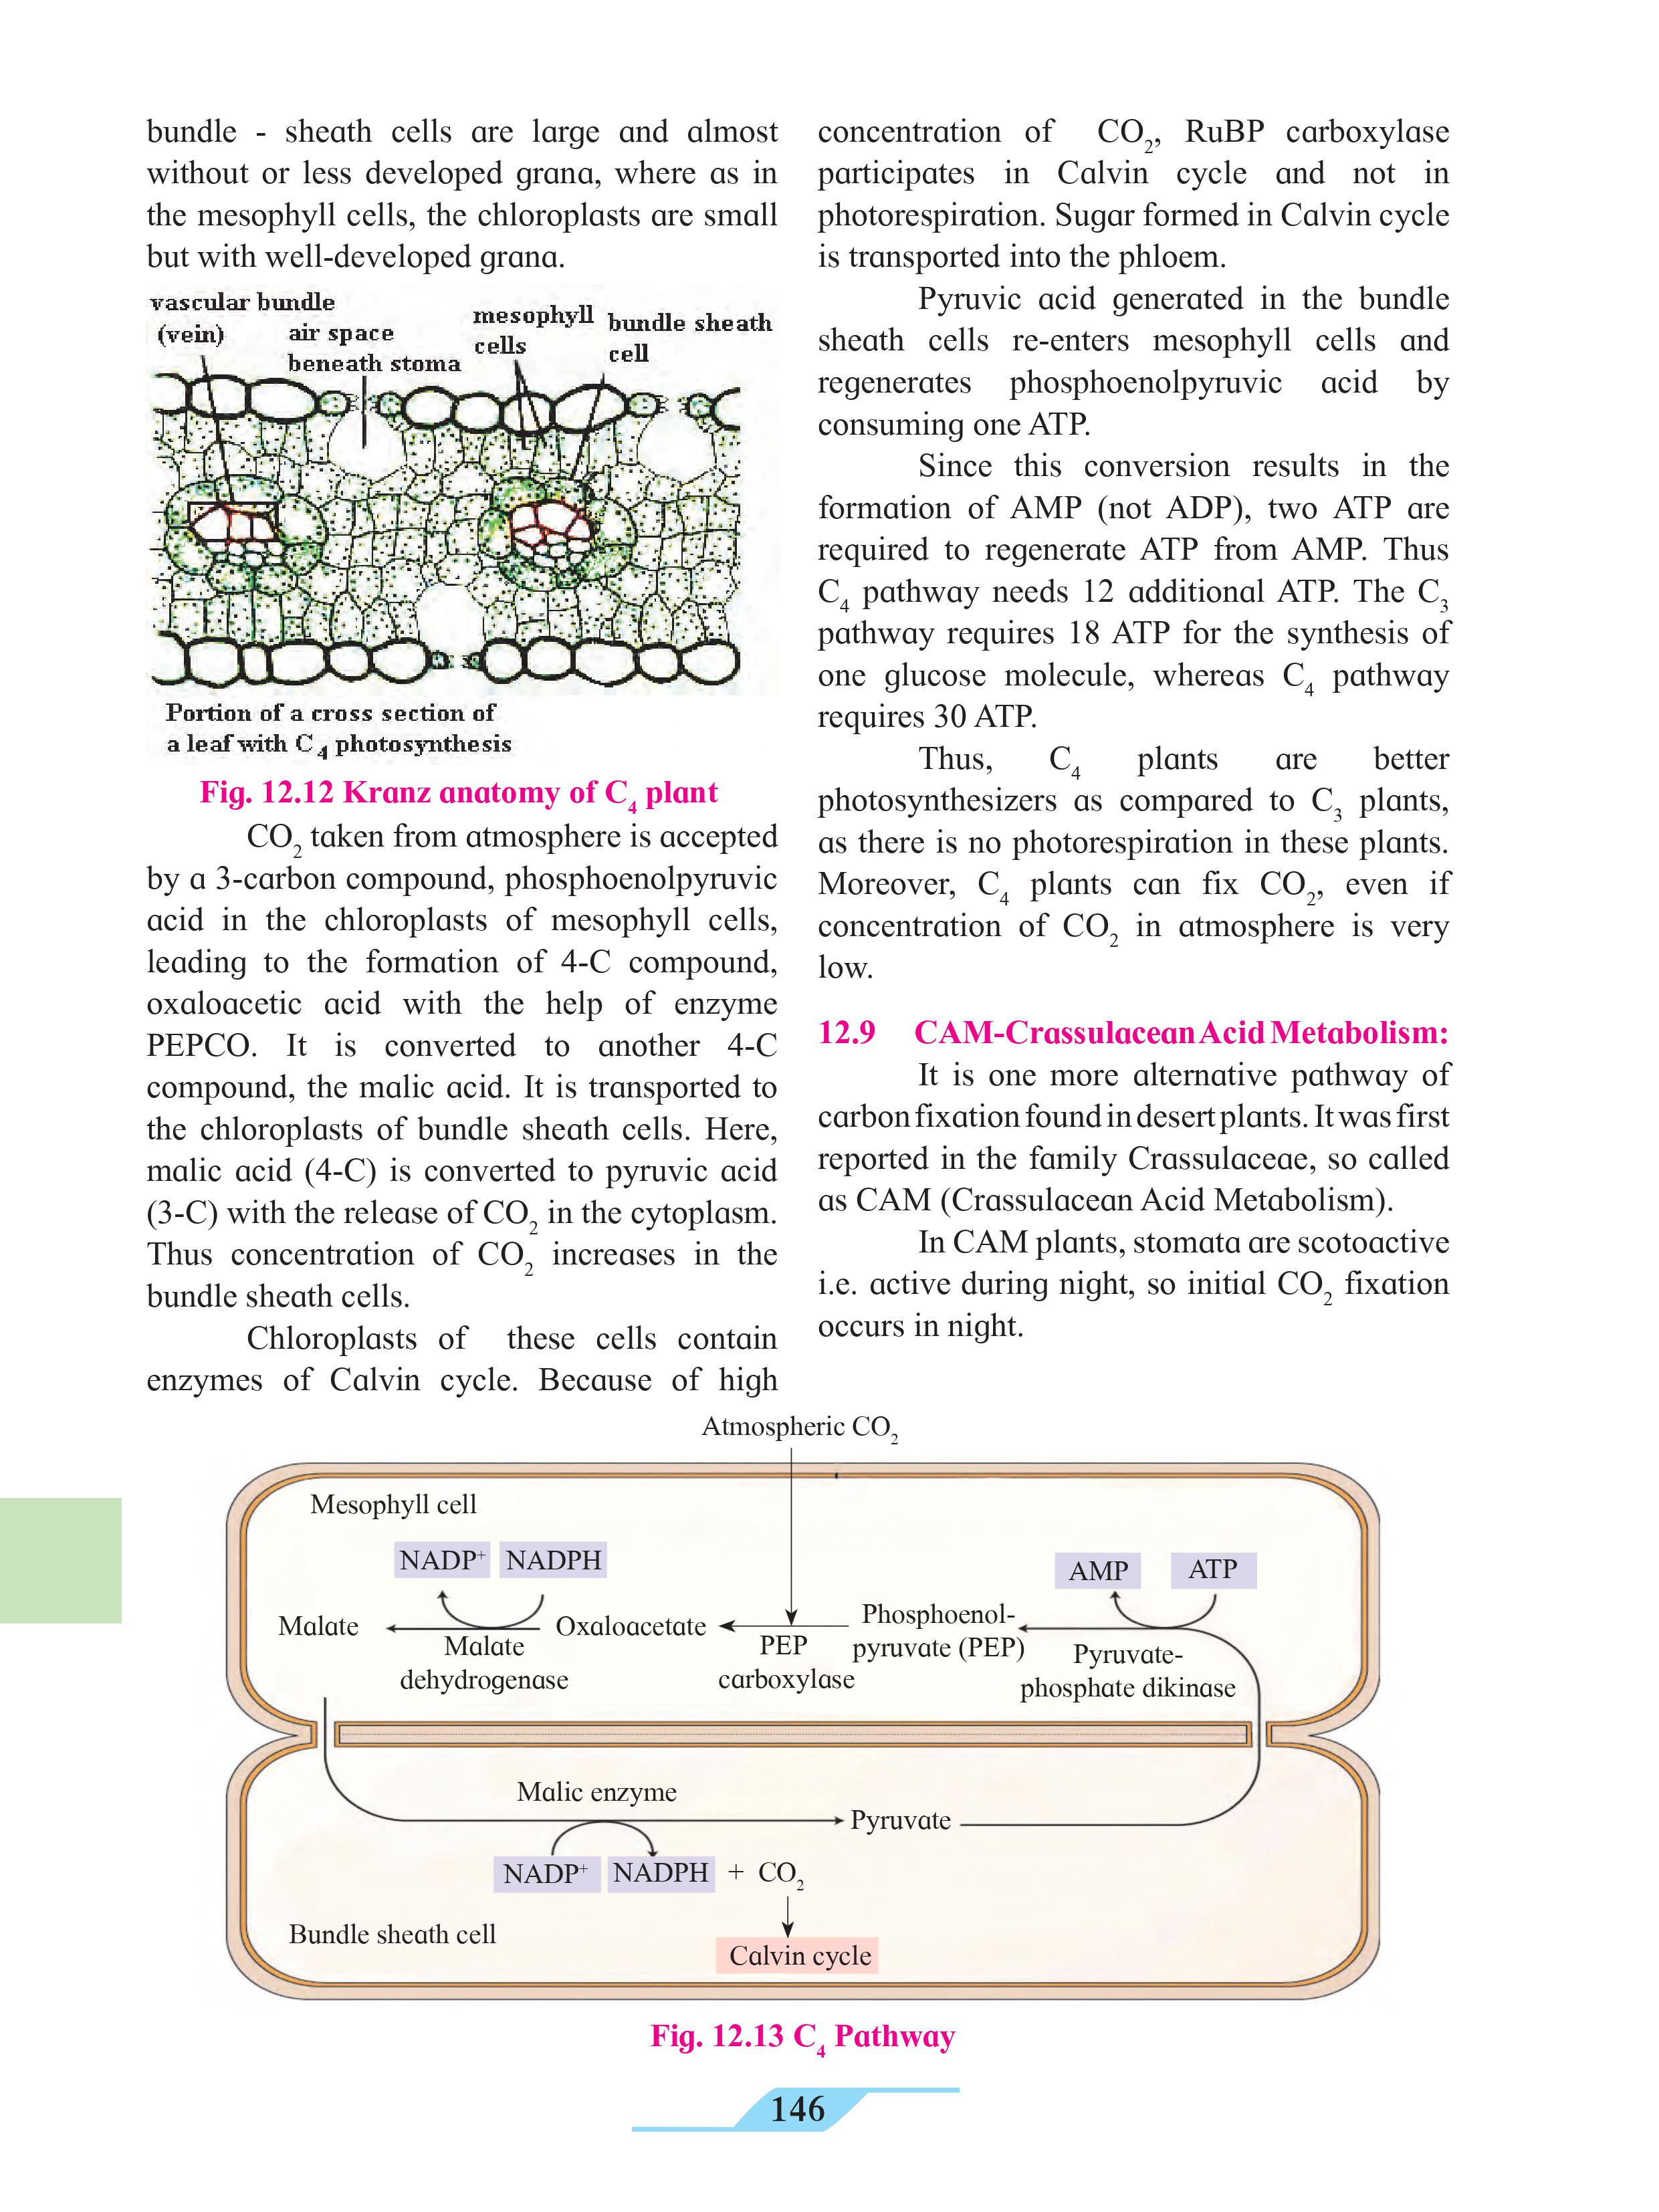 bundle - sheath cells are large and almost
without or less developed grana, where as in
the mesophyll cells, the chloroplasts are small
but with well-developed grana.
vascular bundle
(vein)
air space
beneath stoma
mesophyll
cells
bundle sheath
cell
Portion of a cross section of
a leaf with C₄ photosynthesis
Fig. 12.12 Kranz anatomy of C₄ plant
CO₂ taken from atmosphere is accepted
by a 3-carbon compound, phosphoenolpyruvic
acid in the chloroplasts of mesophyll cells,
leading to the formation of 4-C compound,
oxaloacetic acid with the help of enzyme
PEPCO. It is converted to another 4-C
compound, the malic acid. It is transported to
the chloroplasts of bundle sheath cells. Here,
malic acid (4-C) is converted to pyruvic acid
(3-C) with the release of CO₂ in the cytoplasm.
Thus concentration of CO₂ increases in the
bundle sheath cells.
Chloroplasts of these cells contain
enzymes of Calvin cycle. Because of high
concentration of CO₂, RuBP carboxylase
participates in Calvin cycle and not in
photorespiration. Sugar formed in Calvin cycle
is transported into the phloem.
Pyruvic acid generated in the bundle
sheath cells re-enters mesophyll cells and
regenerates phosphoenolpyruvic acid by
consuming one ATP.
Since this conversion results in the
formation of AMP (not ADP), two ATP are
required to regenerate ATP from AMP. Thus
C₄ pathway needs 12 additional ATP. The C₃
pathway requires 18 ATP for the synthesis of
one glucose molecule, whereas C₄ pathway
requires 30 ATP.
Thus, C₄ plants are better
photosynthesizers as compared to C₃ plants,
as there is no photorespiration in these plants.
Moreover, C₄ plants can fix CO₂, even if
concentration of CO₂ in atmosphere is very
low.
12.9 CAM-Crassulacean Acid Metabolism:
It is one more alternative pathway of
carbon fixation found in desert plants. It was first
reported in the family Crassulaceae, so called
as CAM (Crassulacean Acid Metabolism).
In CAM plants, stomata are scotoactive
i.e. active during night, so initial CO₂ fixation
occurs in night.
Atmospheric CO₂
Mesophyll cell
NADP⁺ NADPH
AMP ATP
Malate
Malate
dehydrogenase
Oxaloacetate
PEP
carboxylase
Phosphoenol-
pyruvate (PEP)
Pyruvate-
phosphate dikinase
Malic enzyme
Pyruvate
NADP⁺ NADPH + CO₂
Bundle sheath cell
Calvin cycle
Fig. 12.13 C₄ Pathway
146